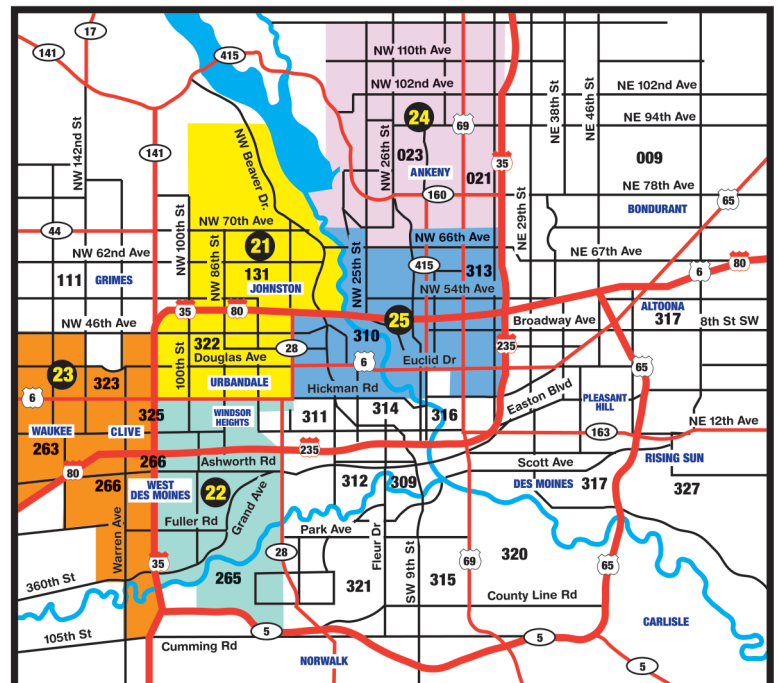 17
141
415
NW 110th Ave
NW 102nd Ave
NE 102nd Ave
NW 142nd St
NW Beaver Dr.
NW 26th St
24
69
NE 38th St
NE 46th St
NE 94th Ave
141
023
35
009
ANKENY
021
NE 78th Ave
160
65
BONDURANT
NW 100th St
NW 70th Ave
NE 29th St
44
NW 86th St
21
NW 25th St
NW 66th Ave
NW 62nd Ave
NE 67th Ave
80
415
313
6
111
GRIMES
131
JOHNSTON
NW 54th Ave
35
80
25
ALTOONA
317
8th St SW
NW 46th Ave
310
Broadway Ave
322
28
235
100th St
Douglas Ave
6
Euclid Dr
65
23
323
URBANDALE
Hickman Rd
6
Easton Blvd
PLEASANT
HILL
325
WINDSOR
HEIGHTS
311
314
316
NE 12th Ave
WAUKEE
CLIVE
163
263
235
266
Ashworth Rd
Scott Ave
RISING SUN
80
266
WEST
DES MOINES
22
312
309
DES MOINES
317
327
Warren Ave
Grand Ave
Fuller Rd
Park Ave
Fleur Dr
SW 9th St
28
320
35
69
65
360th St
265
321
315
County Line Rd
CARLISLE
105th St
5
5
Cumming Rd
NORWALK
5